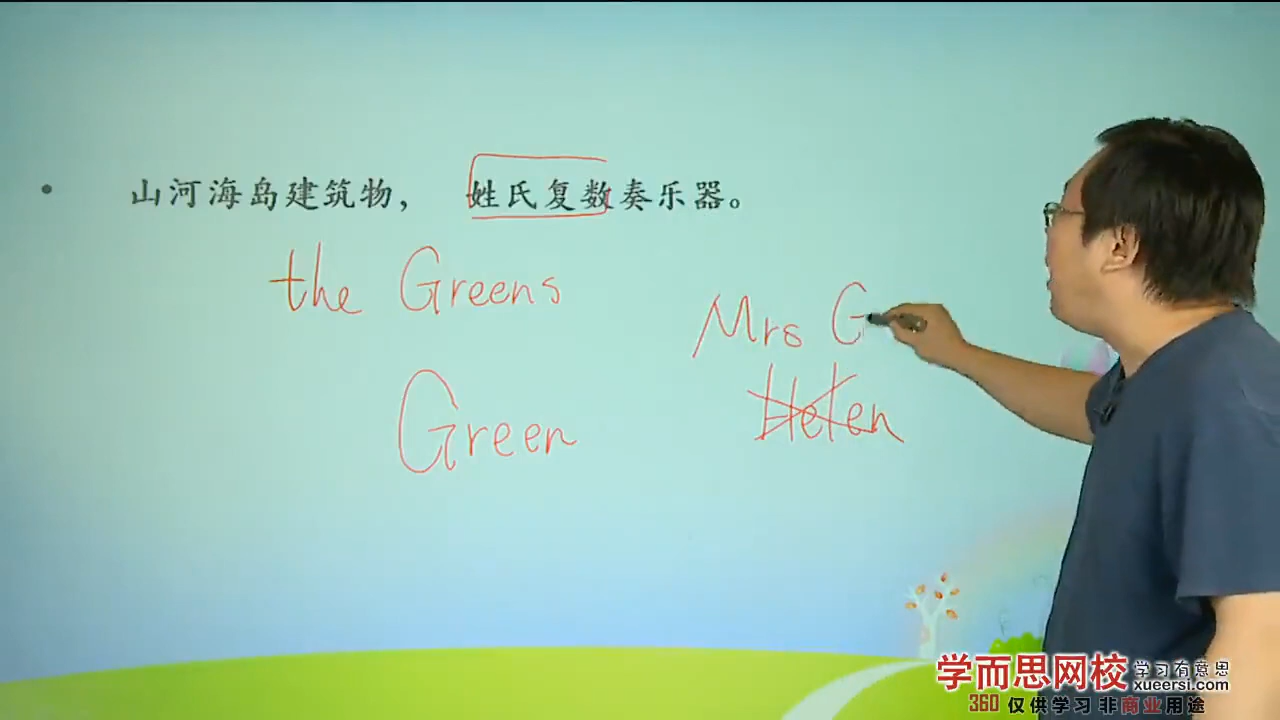 • 山河海岛建筑物， 姓氏复数奏乐器。
the Greens
Mrs G
Green
Helen
学而思网校 学习有意思
xueersi.com
360 仅供学习 非商业用途